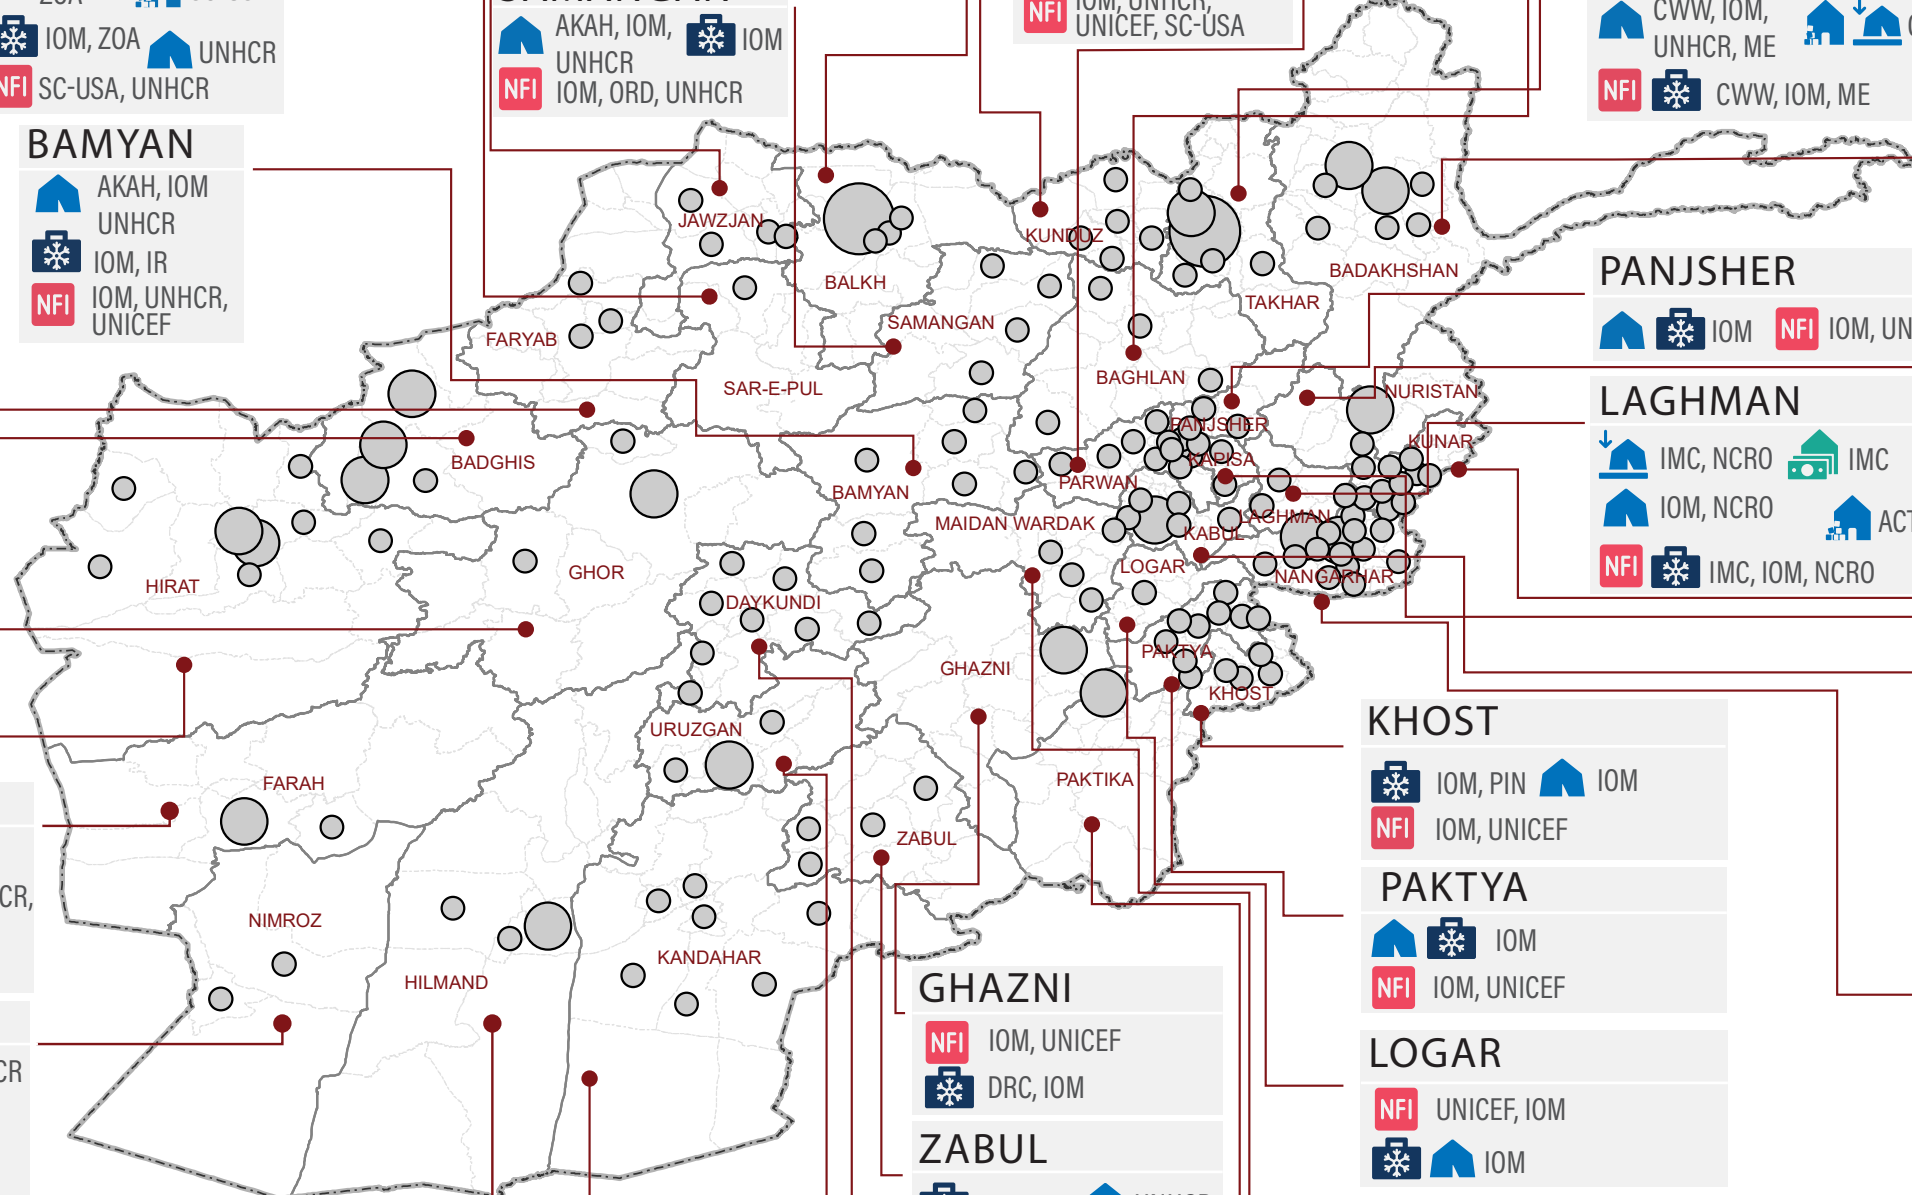 IOM, ZOA
UNHCR
NFI SC-USA, UNHCR
SAMANGAN
AKAH, IOM,
UNHCR
IOM
NFI IOM, ORD, UNHCR
NFI IOM, UNHCR,
UNICEF, SC-USA
CWW, IOM,
UNHCR, ME
NFI CWW, IOM, ME
BAMYAN
AKAH, IOM
UNHCR
IOM, IR
NFI IOM, UNHCR,
UNICEF
PANJSHER
IOM
NFI IOM, UN
LAGHMAN
IMC, NCRO
IMC
IOM, NCRO
ACT
NFI IMC, IOM, NCRO
JAWZJAN
BALKH
KUNDUZ
BADAKHSHAN
TAKHAR
SAMANGAN
FARYAB
SAR-E-PUL
BAGHLAN
NURISTAN
PANJSHER
KUNAR
KAPISA
BADGHIS
BAMYAN
PARWAN
MAIDAN WARDAK
LAGHMAN
KABUL
LOGAR
NANGARHAR
HIRAT
GHOR
DAYKUNDI
GHAZNI
PAKTYA
KHOST
URUZGAN
FARAH
PAKTIKA
ZABUL
NIMROZ
HILMAND
KANDAHAR
KHOST
IOM, PIN
IOM
NFI IOM, UNICEF
PAKTYA
IOM
NFI IOM, UNICEF
LOGAR
NFI UNICEF, IOM
IOM
GHAZNI
NFI IOM, UNICEF
DRC, IOM
ZABUL
CR,
CR